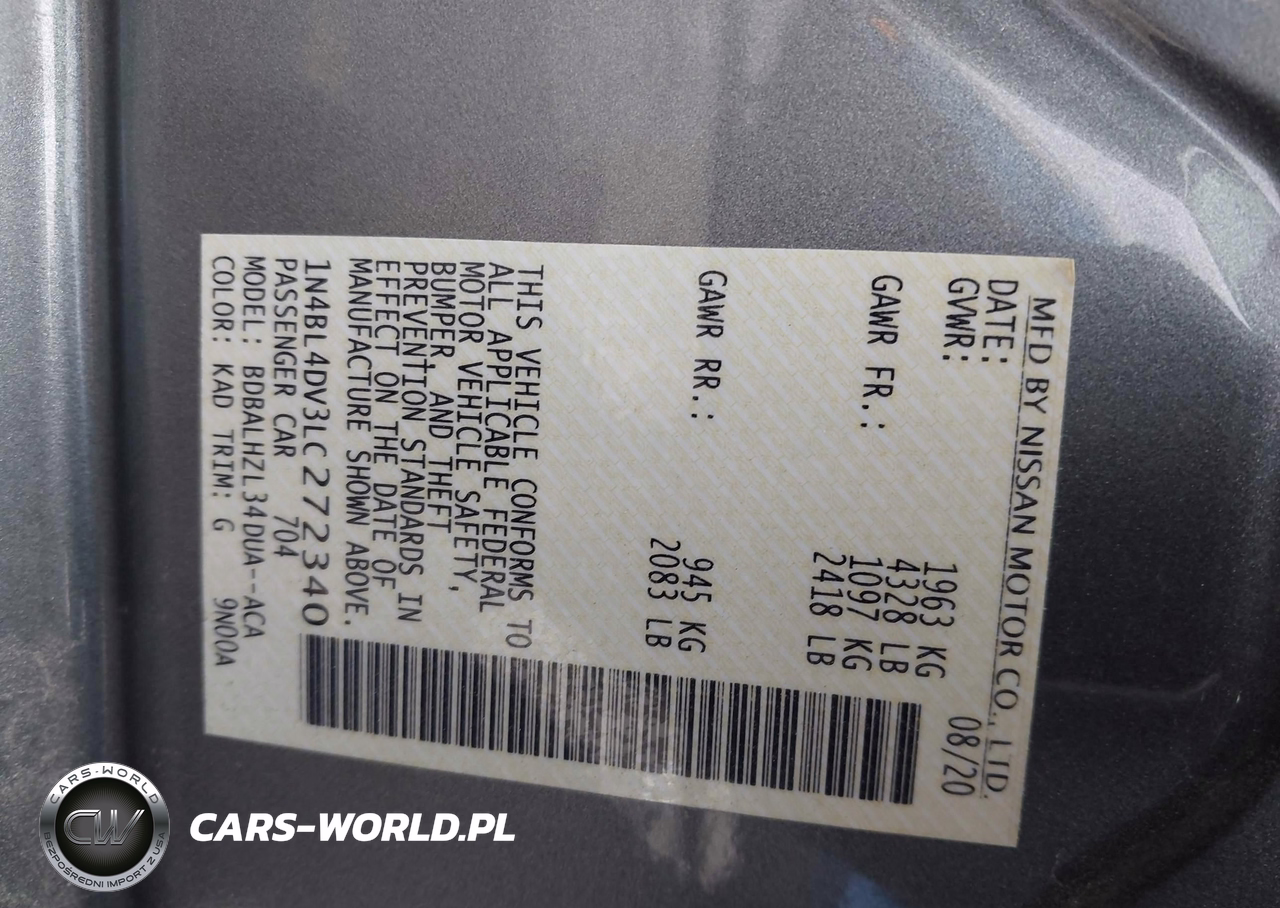 MFD BY NISSAN MOTOR CO., LTD.
DATE: 08/20
GVWR: 1963 KG
4328 LB
GAWR FR.: 1097 KG
2418 LB
GAWR RR.: 945 KG
2083 LB
THIS VEHICLE CONFORMS TO
ALL APPLICABLE FEDERAL
MOTOR VEHICLE SAFETY,
BUMPER, AND THEFT
PREVENTION STANDARDS IN
EFFECT ON THE DATE OF
MANUFACTURE SHOWN ABOVE.
1N4BL4DV3LC272340
PASSENGER CAR 704
MODEL: BDBALHZL34DUA--ACA
COLOR: KAD TRIM: G 9N00A
CARS-WORLD
CW
BEZPOŚREDNI IMPORT Z USA
CARS-WORLD.PL